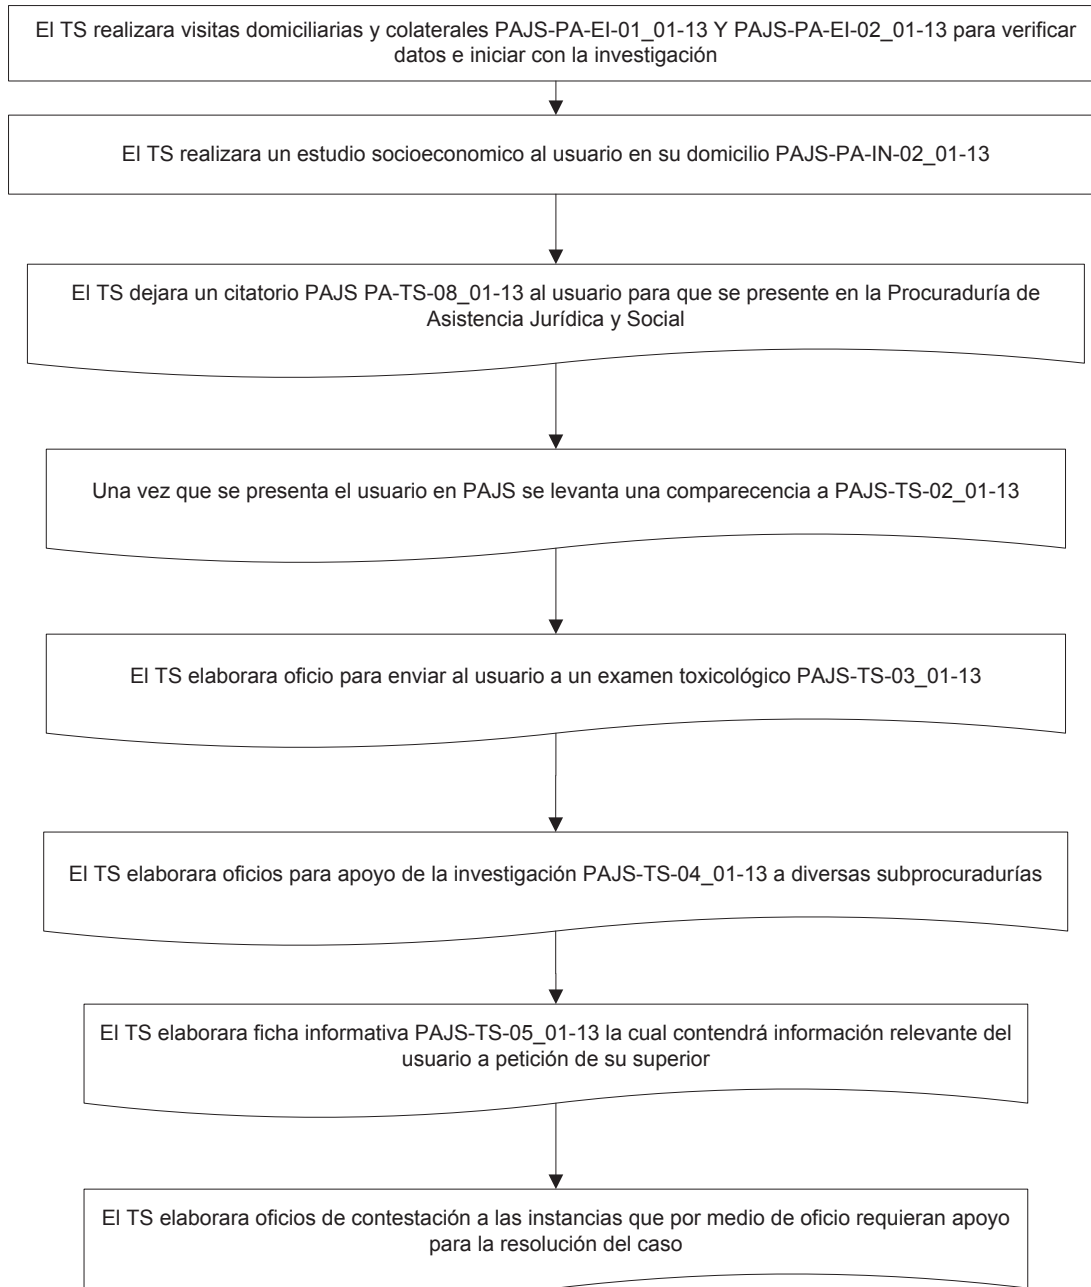 El TS realizara visitas domiciliarias y colaterales PAJS-PA-EI-01_01-13 Y PAJS-PA-EI-02_01-13 para verificar
datos e iniciar con la investigación
El TS realizara un estudio socioeconomico al usuario en su domicilio PAJS-PA-IN-02_01-13
El TS dejara un citatorio PAJS PA-TS-08_01-13 al usuario para que se presente en la Procuraduría de
Asistencia Jurídica y Social
Una vez que se presenta el usuario en PAJS se levanta una comparecencia a PAJS-TS-02_01-13
El TS elaborara oficio para enviar al usuario a un examen toxicológico PAJS-TS-03_01-13
El TS elaborara oficios para apoyo de la investigación PAJS-TS-04_01-13 a diversas subprocuradurías
El TS elaborara ficha informativa PAJS-TS-05_01-13 la cual contendrá información relevante del
usuario a petición de su superior
El TS elaborara oficios de contestación a las instancias que por medio de oficio requieran apoyo
para la resolución del caso